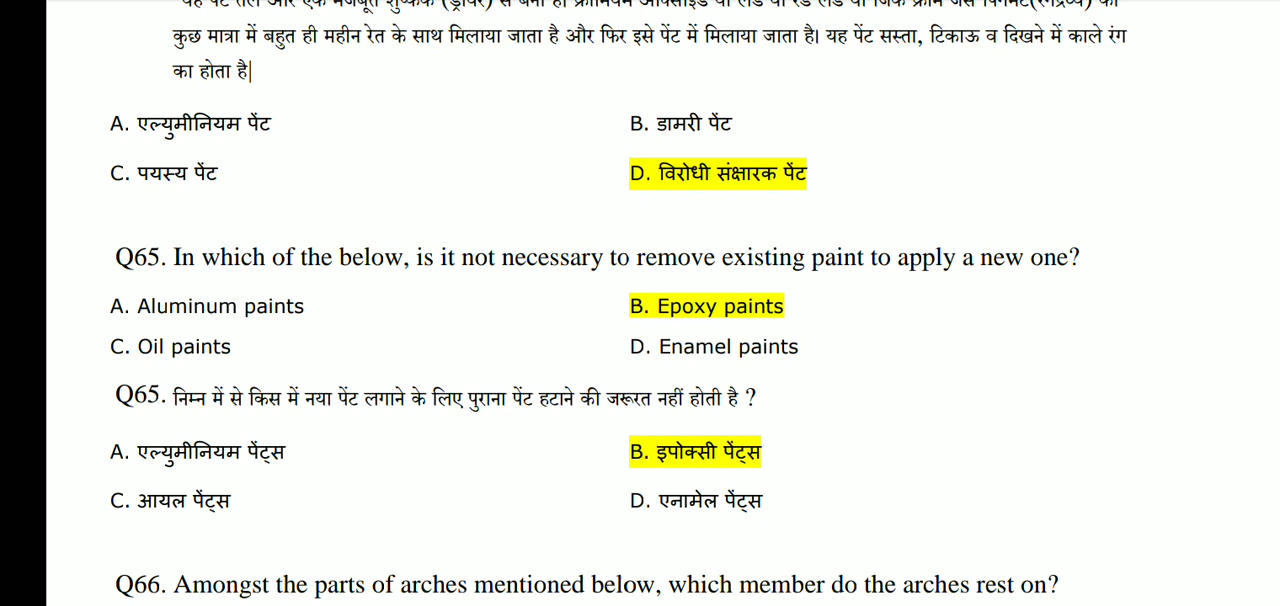 कुछ मात्रा में बहुत ही महीन रेत के साथ मिलाया जाता है और फिर इसे पेंट में मिलाया जाता है। यह पेंट सस्ता, टिकाऊ व दिखने में काले रंग
का होता है|
A. एल्युमीनियम पेंट B. डामरी पेंट
C. पयस्य पेंट D. विरोधी संक्षारक पेंट
Q65. In which of the below, is it not necessary to remove existing paint to apply a new one?
A. Aluminum paints B. Epoxy paints
C. Oil paints D. Enamel paints
Q65. निम्न में से किस में नया पेंट लगाने के लिए पुराना पेंट हटाने की जरूरत नहीं होती है ?
A. एल्युमीनियम पेंट्स B. इपोक्सी पेंट्स
C. आयल पेंट्स D. एनामेल पेंट्स
Q66. Amongst the parts of arches mentioned below, which member do the arches rest on?